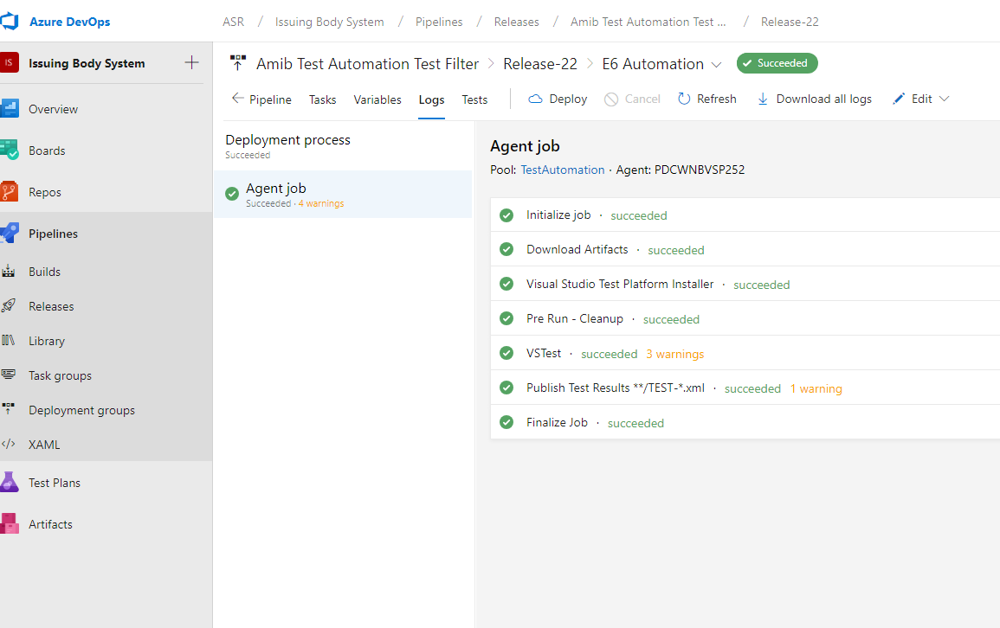 Azure DevOps
ASR / Issuing Body System / Pipelines / Releases / Amib Test Automation Test ... / Release-22
IS Issuing Body System
Overview
Boards
Repos
Pipelines
Builds
Releases
Library
Task groups
Deployment groups
XAML
Test Plans
Artifacts
Amib Test Automation Test Filter > Release-22 > E6 Automation Succeeded
Pipeline Tasks Variables Logs Tests Deploy Cancel Refresh Download all logs Edit
Deployment process
Succeeded
Agent job
Succeeded · 4 warnings
Agent job
Pool: TestAutomation · Agent: PDCWNBVSP252
Initialize job · succeeded
Download Artifacts · succeeded
Visual Studio Test Platform Installer · succeeded
Pre Run - Cleanup · succeeded
VSTest · succeeded 3 warnings
Publish Test Results **/TEST-*.xml · succeeded 1 warning
Finalize Job · succeeded